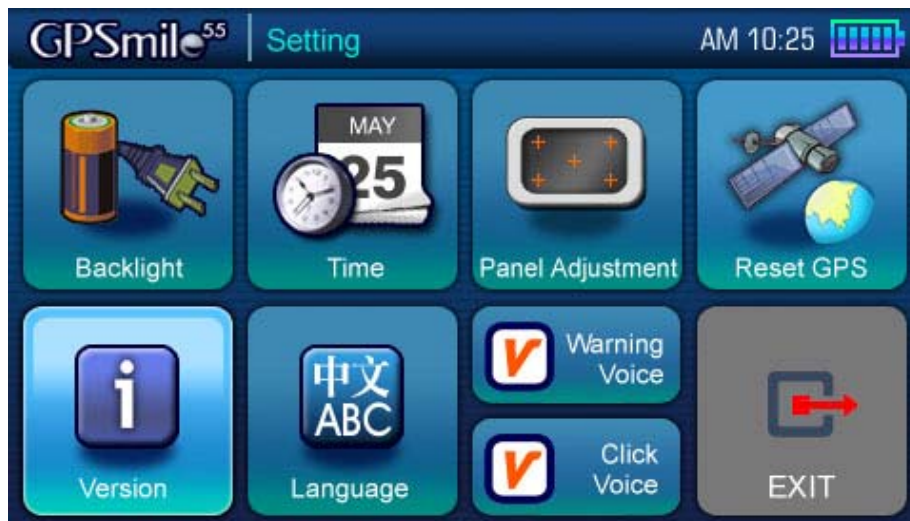 GPSmile55
Setting
AM 10:25
MAY
25
Backlight
Time
Panel Adjustment
Reset GPS
i
中文
ABC
Warning
Voice
Click
Voice
Version
Language
EXIT